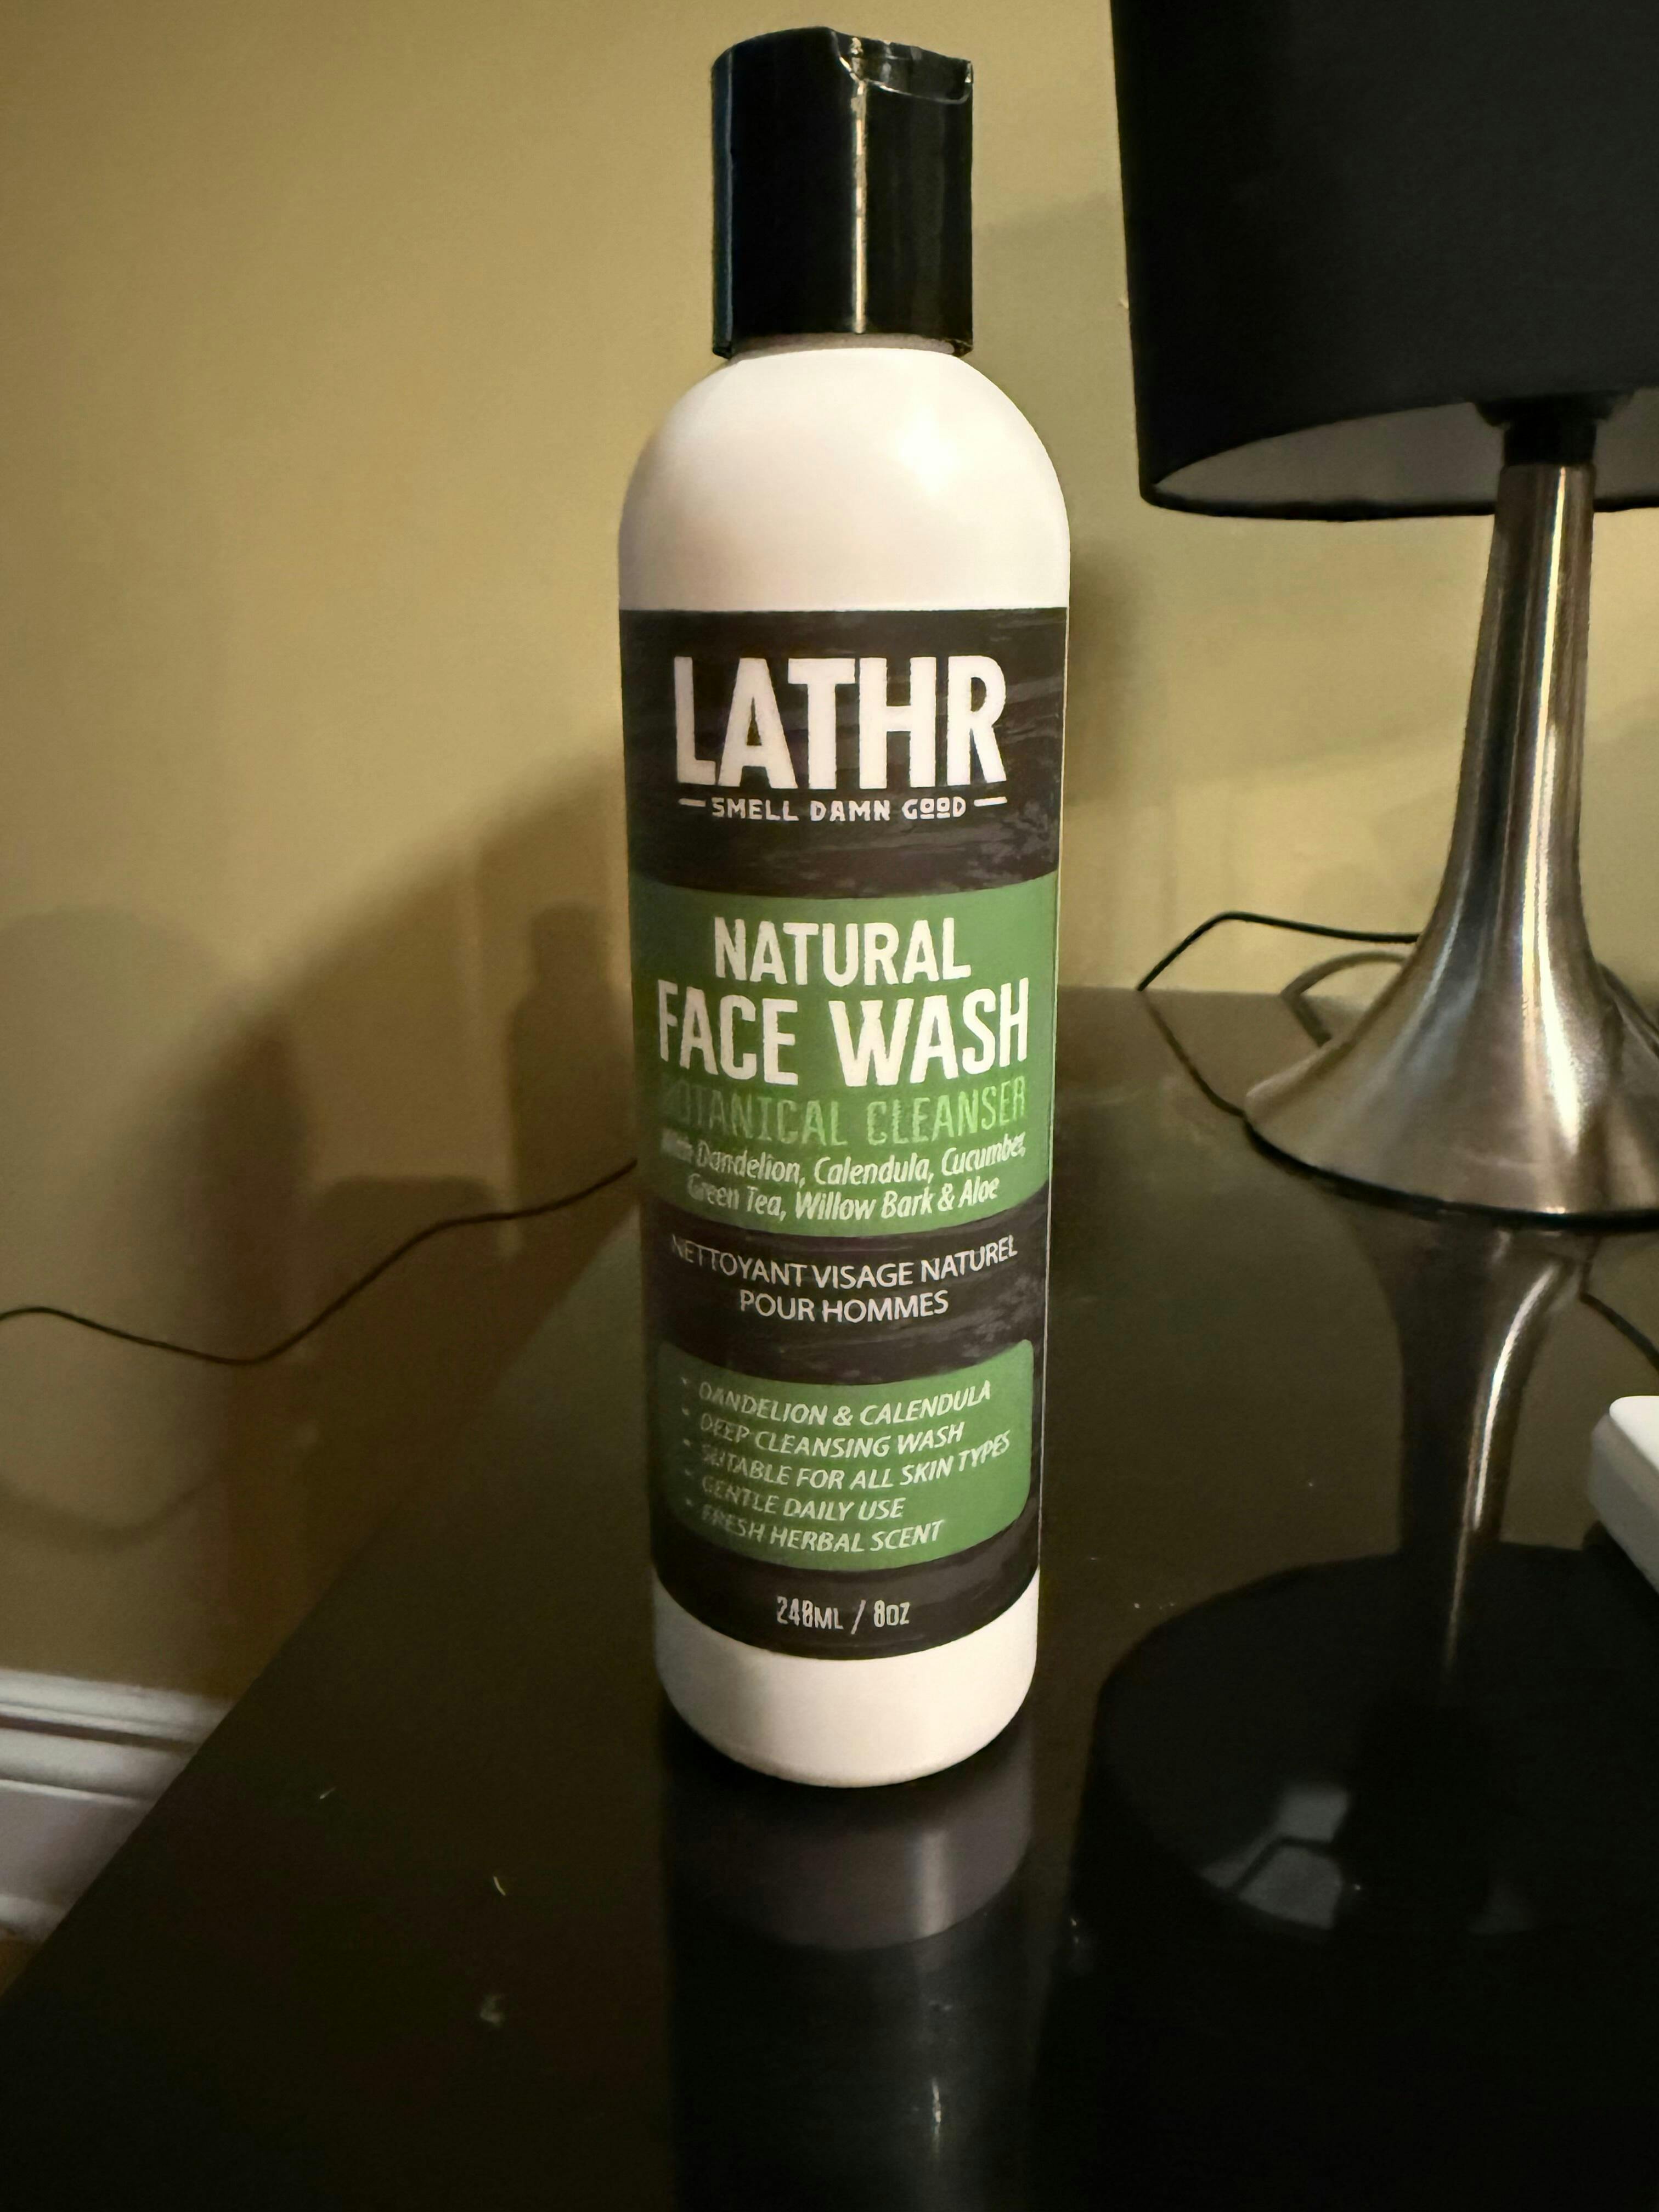 LATHR
SMELL DAMN GOOD
NATURAL
FACE WASH
BOTANICAL CLEANSER
With Dandelion, Calendula, Cucumber,
Green Tea, Willow Bark & Aloe
NETTOYANT VISAGE NATUREL
POUR HOMMES
• DANDELION & CALENDULA
• DEEP CLEANSING WASH
• SUITABLE FOR ALL SKIN TYPES
• GENTLE DAILY USE
• FRESH HERBAL SCENT
240ML / 8OZ